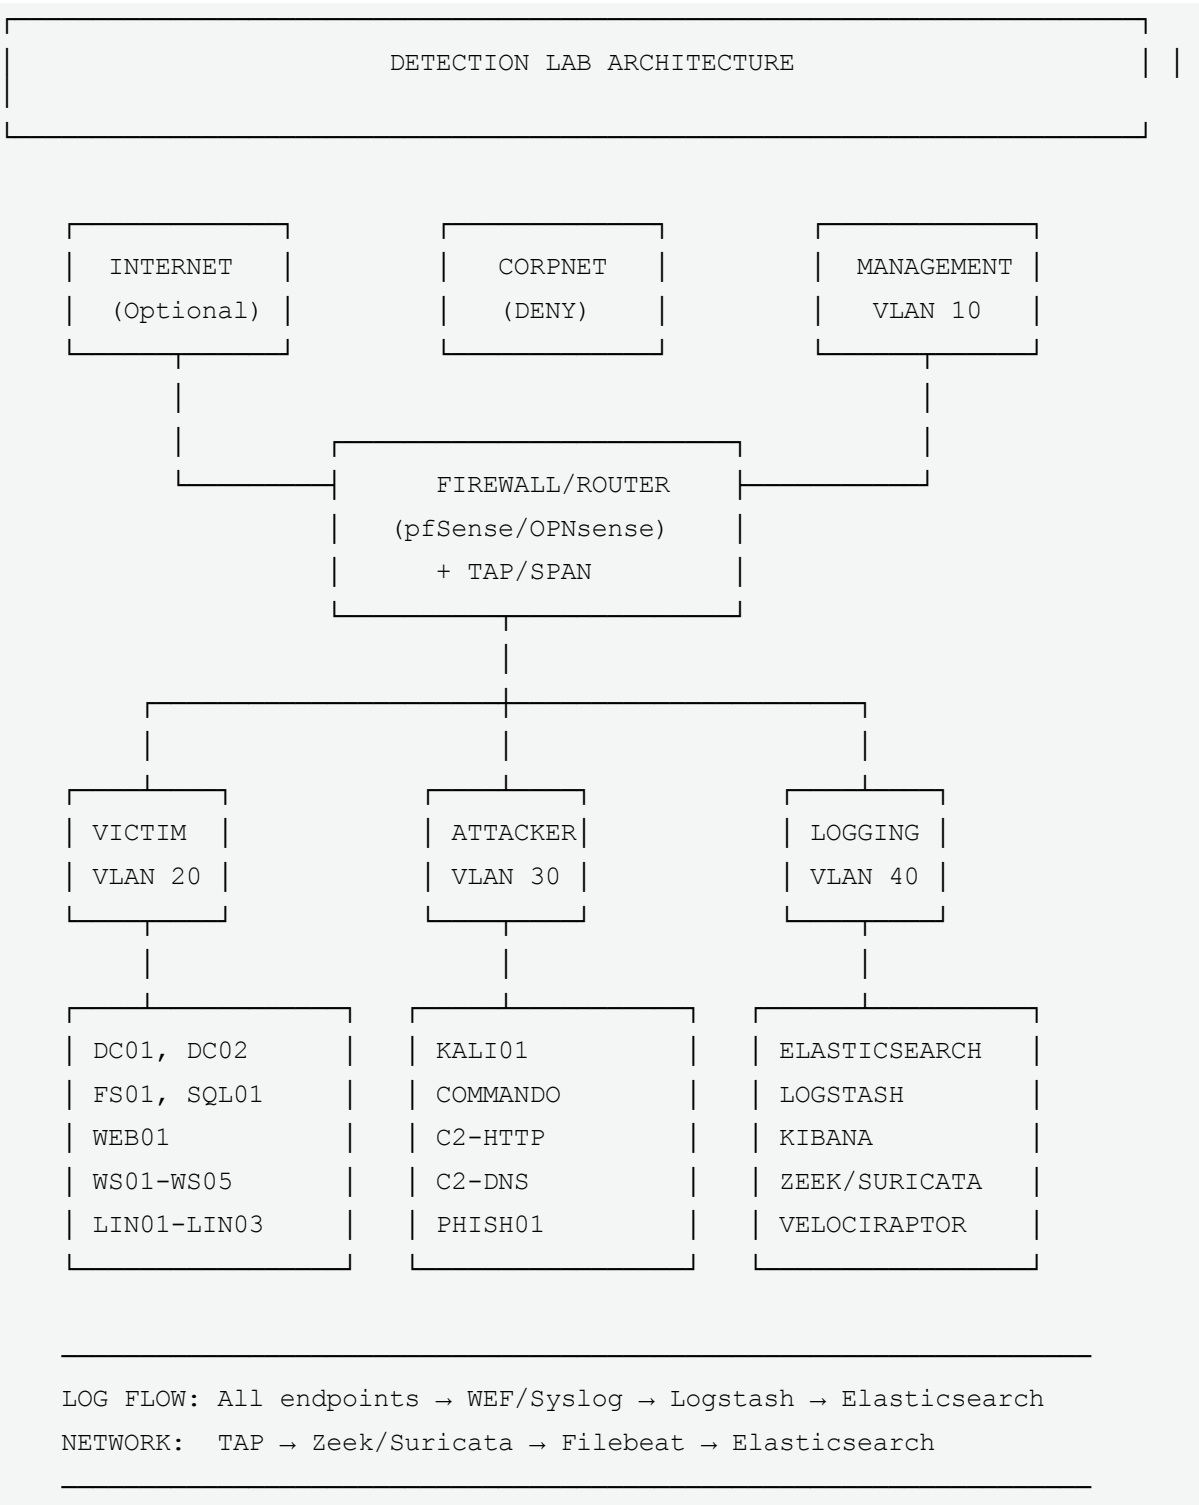 DETECTION LAB ARCHITECTURE
INTERNET CORPNET MANAGEMENT
(Optional) (DENY) VLAN 10
FIREWALL/ROUTER
(pfSense/OPNsense)
+ TAP/SPAN
VICTIM ATTACKER LOGGING
VLAN 20 VLAN 30 VLAN 40
DC01, DC02 KALI01 ELASTICSEARCH
FS01, SQL01 COMMANDO LOGSTASH
WEB01 C2-HTTP KIBANA
WS01-WS05 C2-DNS ZEEK/SURICATA
LIN01-LIN03 PHISH01 VELOCIRAPTOR
LOG FLOW: All endpoints → WEF/Syslog → Logstash → Elasticsearch
NETWORK: TAP → Zeek/Suricata → Filebeat → Elasticsearch